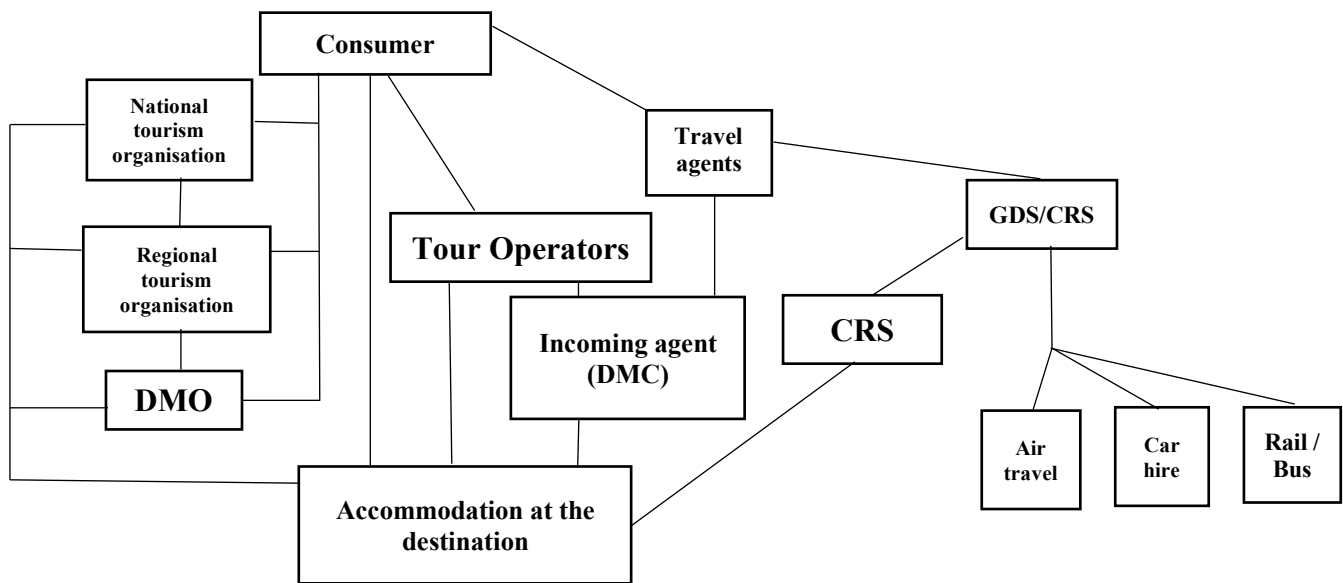 Consumer
National
tourism
organisation
Travel
agents
GDS/CRS
Tour Operators
Regional
tourism
organisation
Incoming agent
(DMC)
CRS
DMO
Air
travel
Car
hire
Rail /
Bus
Accommodation at the
destination